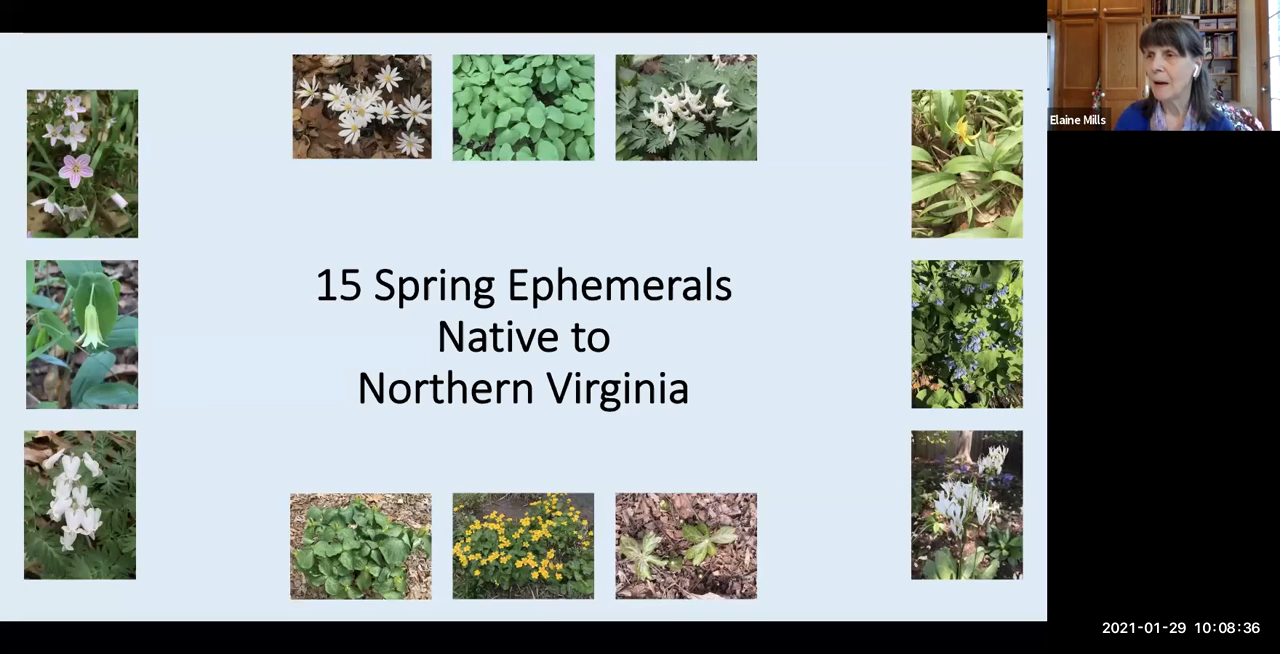 Elaine Mills
15 Spring Ephemerals
Native to
Northern Virginia
2021-01-29 10:08:36